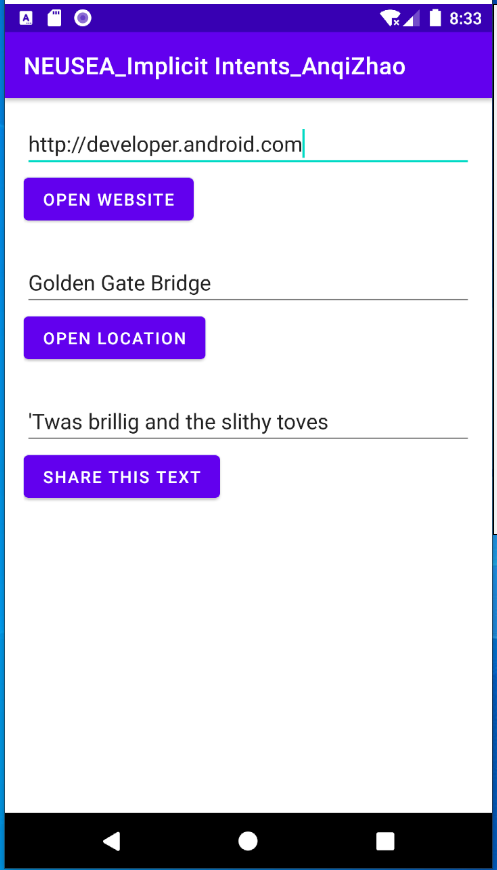 A
8:33
NEUSEA_Implicit Intents_AnqiZhao
http://developer.android.com
OPEN WEBSITE
Golden Gate Bridge
OPEN LOCATION
'Twas brillig and the slithy toves
SHARE THIS TEXT